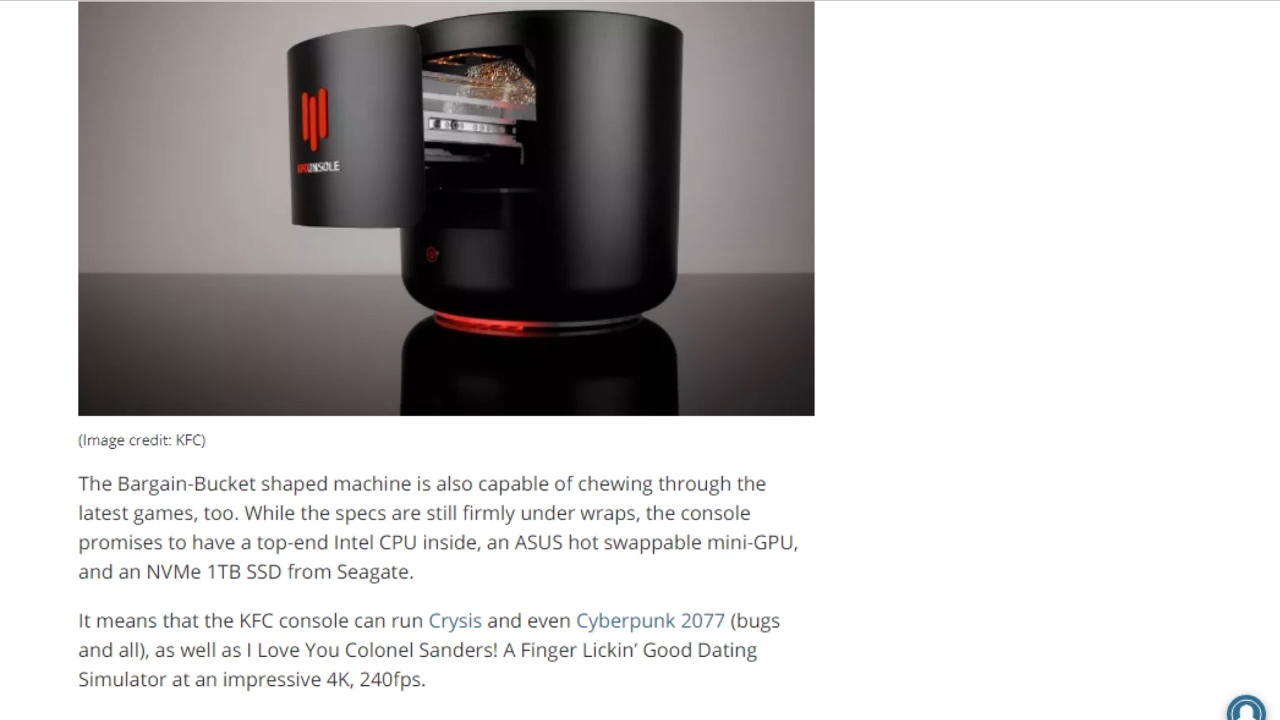 KFCONSOLE
(Image credit: KFC)
The Bargain-Bucket shaped machine is also capable of chewing through the
latest games, too. While the specs are still firmly under wraps, the console
promises to have a top-end Intel CPU inside, an ASUS hot swappable mini-GPU,
and an NVMe 1TB SSD from Seagate.
It means that the KFC console can run Crysis and even Cyberpunk 2077 (bugs
and all), as well as I Love You Colonel Sanders! A Finger Lickin’ Good Dating
Simulator at an impressive 4K, 240fps.